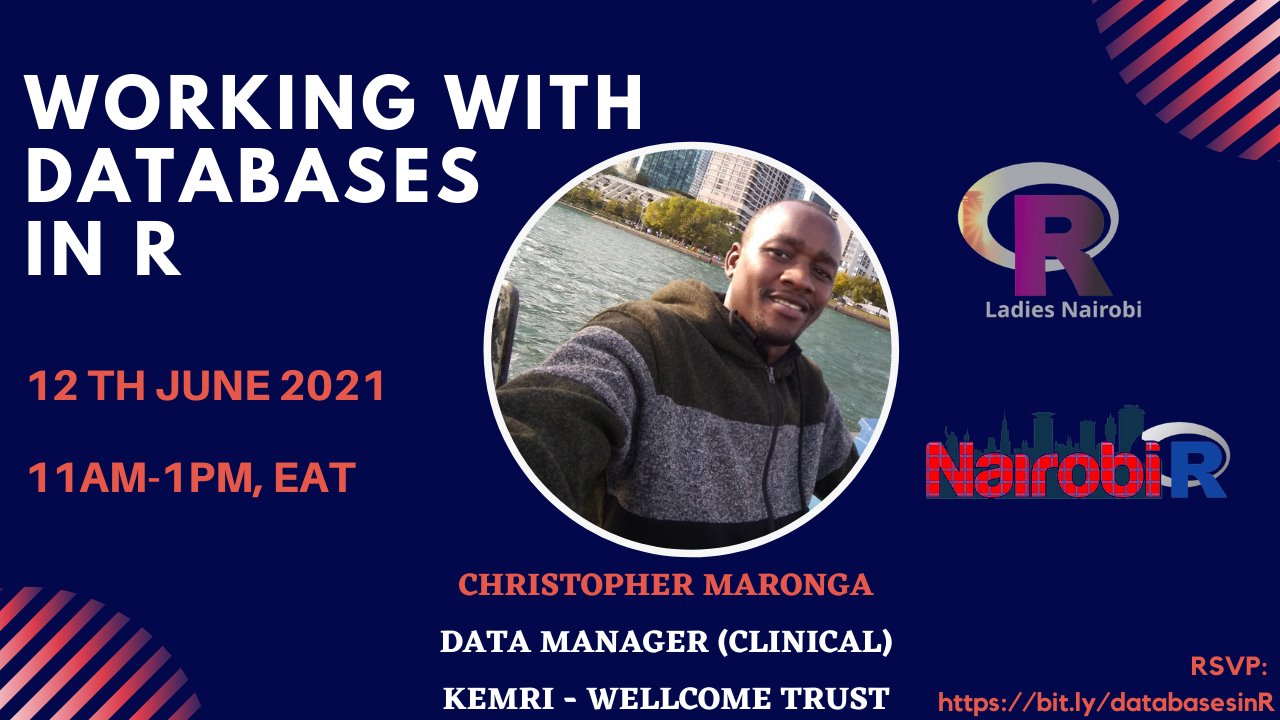 WORKING WITH
DATABASES
IN R
12 TH JUNE 2021
11AM-1PM, EAT
R
Ladies Nairobi
Nairobi R
CHRISTOPHER MARONGA
DATA MANAGER (CLINICAL)
KEMRI - WELLCOME TRUST
RSVP:
https://bit.ly/databasesinR